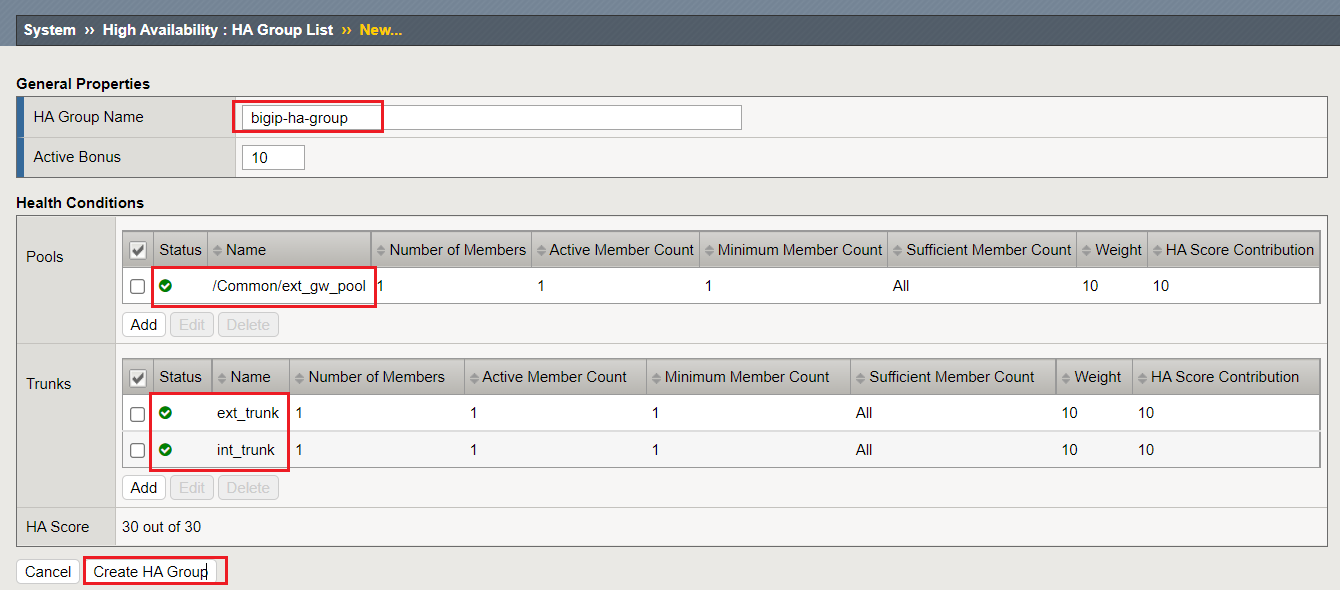 System ›› High Availability : HA Group List ›› New...
General Properties
HA Group Name bigip-ha-group
Active Bonus 10
Health Conditions
Pools
Status Name Number of Members Active Member Count Minimum Member Count Sufficient Member Count Weight HA Score Contribution
/Common/ext_gw_pool 1 1 1 All 10 10
Add Edit Delete
Trunks
Status Name Number of Members Active Member Count Minimum Member Count Sufficient Member Count Weight HA Score Contribution
ext_trunk 1 1 1 All 10 10
int_trunk 1 1 1 All 10 10
Add Edit Delete
HA Score 30 out of 30
Cancel Create HA Group